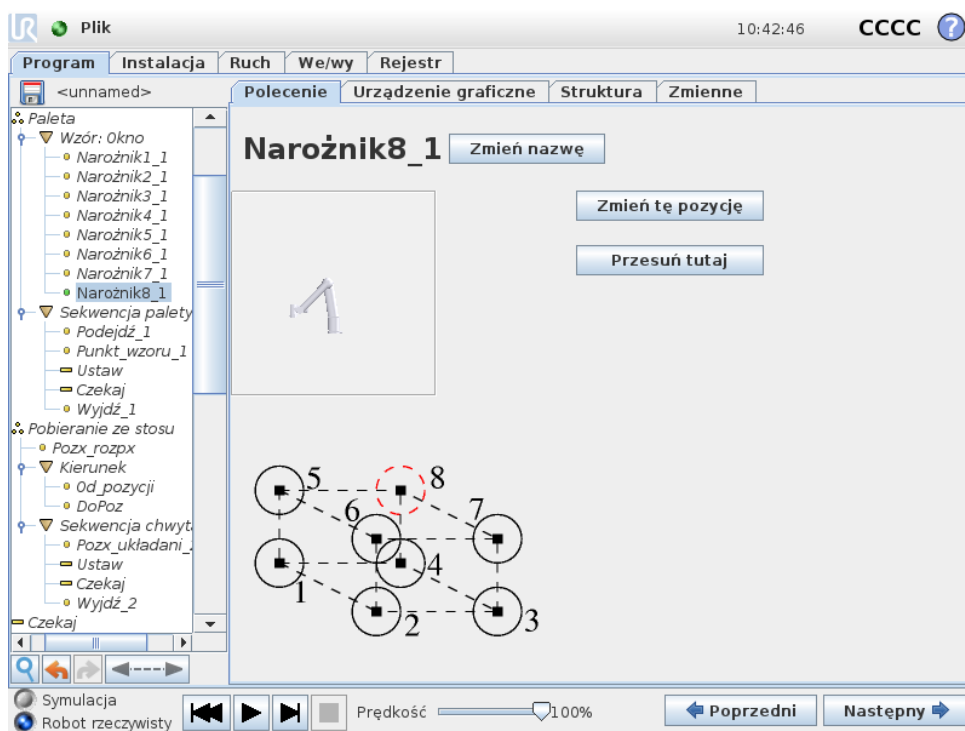 UR Plik 10:42:46 CCCC ?
Program Instalacja Ruch We/wy Rejestr
<unnamed> Polecenie Urządzenie graficzne Struktura Zmienne
Paleta
Wzór: Okno
Narożnik1_1
Narożnik2_1
Narożnik3_1
Narożnik4_1
Narożnik5_1
Narożnik6_1
Narożnik7_1
Narożnik8_1
Sekwencja palety
Podejdź_1
Punkt_wzoru_1
Ustaw
Czekaj
Wyjdź_1
Pobieranie ze stosu
Pozx_rozpx
Kierunek
Od_pozycji
DoPoz
Sekwencja chwyt
Pozx_układani_
Ustaw
Czekaj
Wyjdź_2
Czekaj
Narożnik8_1 Zmień nazwę
Zmień tę pozycję
Przesuń tutaj
5 8
6 7
1 4
2 3
Symulacja
Robot rzeczywisty
Prędkość 100% Poprzedni Następny